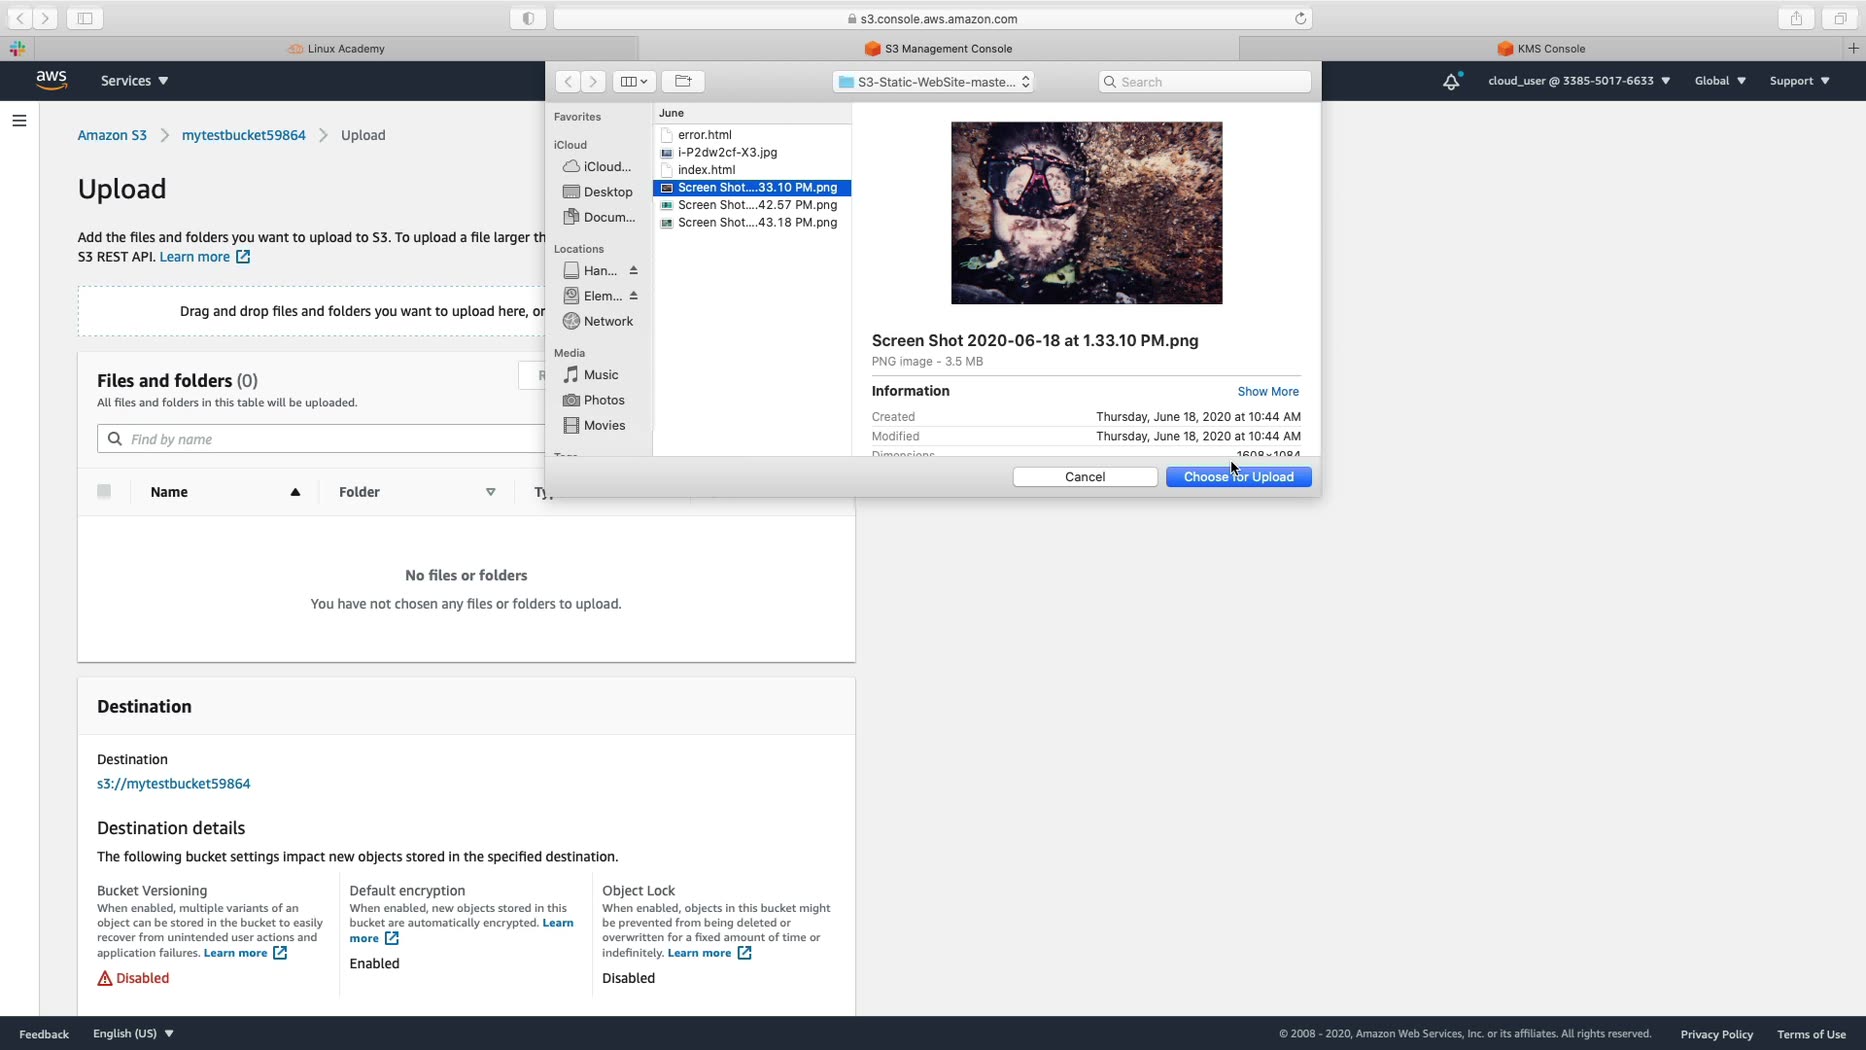 s3.console.aws.amazon.com
Linux Academy
S3 Management Console
KMS Console
aws
Services
S3-Static-WebSite-maste...
Search
cloud_user @ 3385-5017-6633
Global
Support
Amazon S3
mytestbucket59864
Upload
Upload
Add the files and folders you want to upload to S3. To upload a file larger th
S3 REST API. Learn more
Drag and drop files and folders you want to upload here, or
Files and folders (0)
R
All files and folders in this table will be uploaded.
Find by name
Name
Folder
No files or folders
You have not chosen any files or folders to upload.
Favorites
iCloud
iCloud...
Desktop
Docum...
Locations
Han...
Elem...
Network
Media
Music
Photos
Movies
June
error.html
i-P2dw2cf-X3.jpg
index.html
Screen Shot....33.10 PM.png
Screen Shot....42.57 PM.png
Screen Shot....43.18 PM.png
Screen Shot 2020-06-18 at 1.33.10 PM.png
PNG image - 3.5 MB
Information
Show More
Created
Thursday, June 18, 2020 at 10:44 AM
Modified
Thursday, June 18, 2020 at 10:44 AM
Dimensions
1608×1084
Cancel
Choose for Upload
Destination
Destination
s3://mytestbucket59864
Destination details
The following bucket settings impact new objects stored in the specified destination.
Bucket Versioning
When enabled, multiple variants of an
object can be stored in the bucket to easily
recover from unintended user actions and
application failures. Learn more
Disabled
Default encryption
When enabled, new objects stored in this
bucket are automatically encrypted. Learn
more
Enabled
Object Lock
When enabled, objects in this bucket might
be prevented from being deleted or
overwritten for a fixed amount of time or
indefinitely. Learn more
Disabled
Feedback
English (US)
© 2008 - 2020, Amazon Web Services, Inc. or its affiliates. All rights reserved.
Privacy Policy
Terms of Use